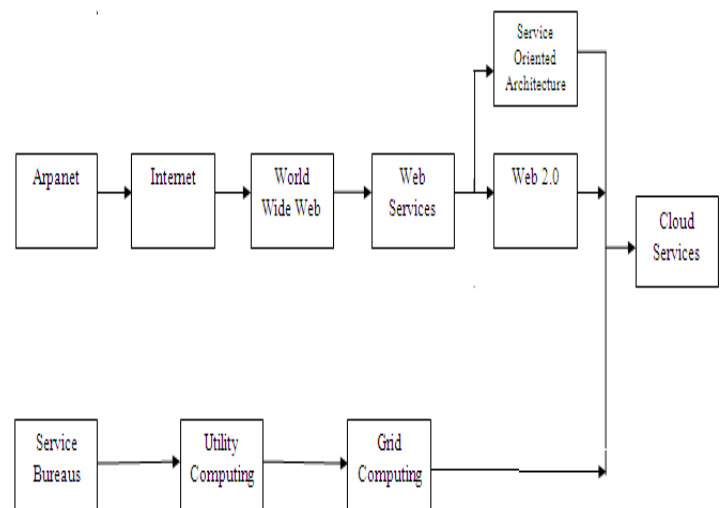 Service
Oriented
Architecture
Arpanet
Internet
World
Wide Web
Web
Services
Web 2.0
Cloud
Services
Service
Bureaus
Utility
Computing
Grid
Computing